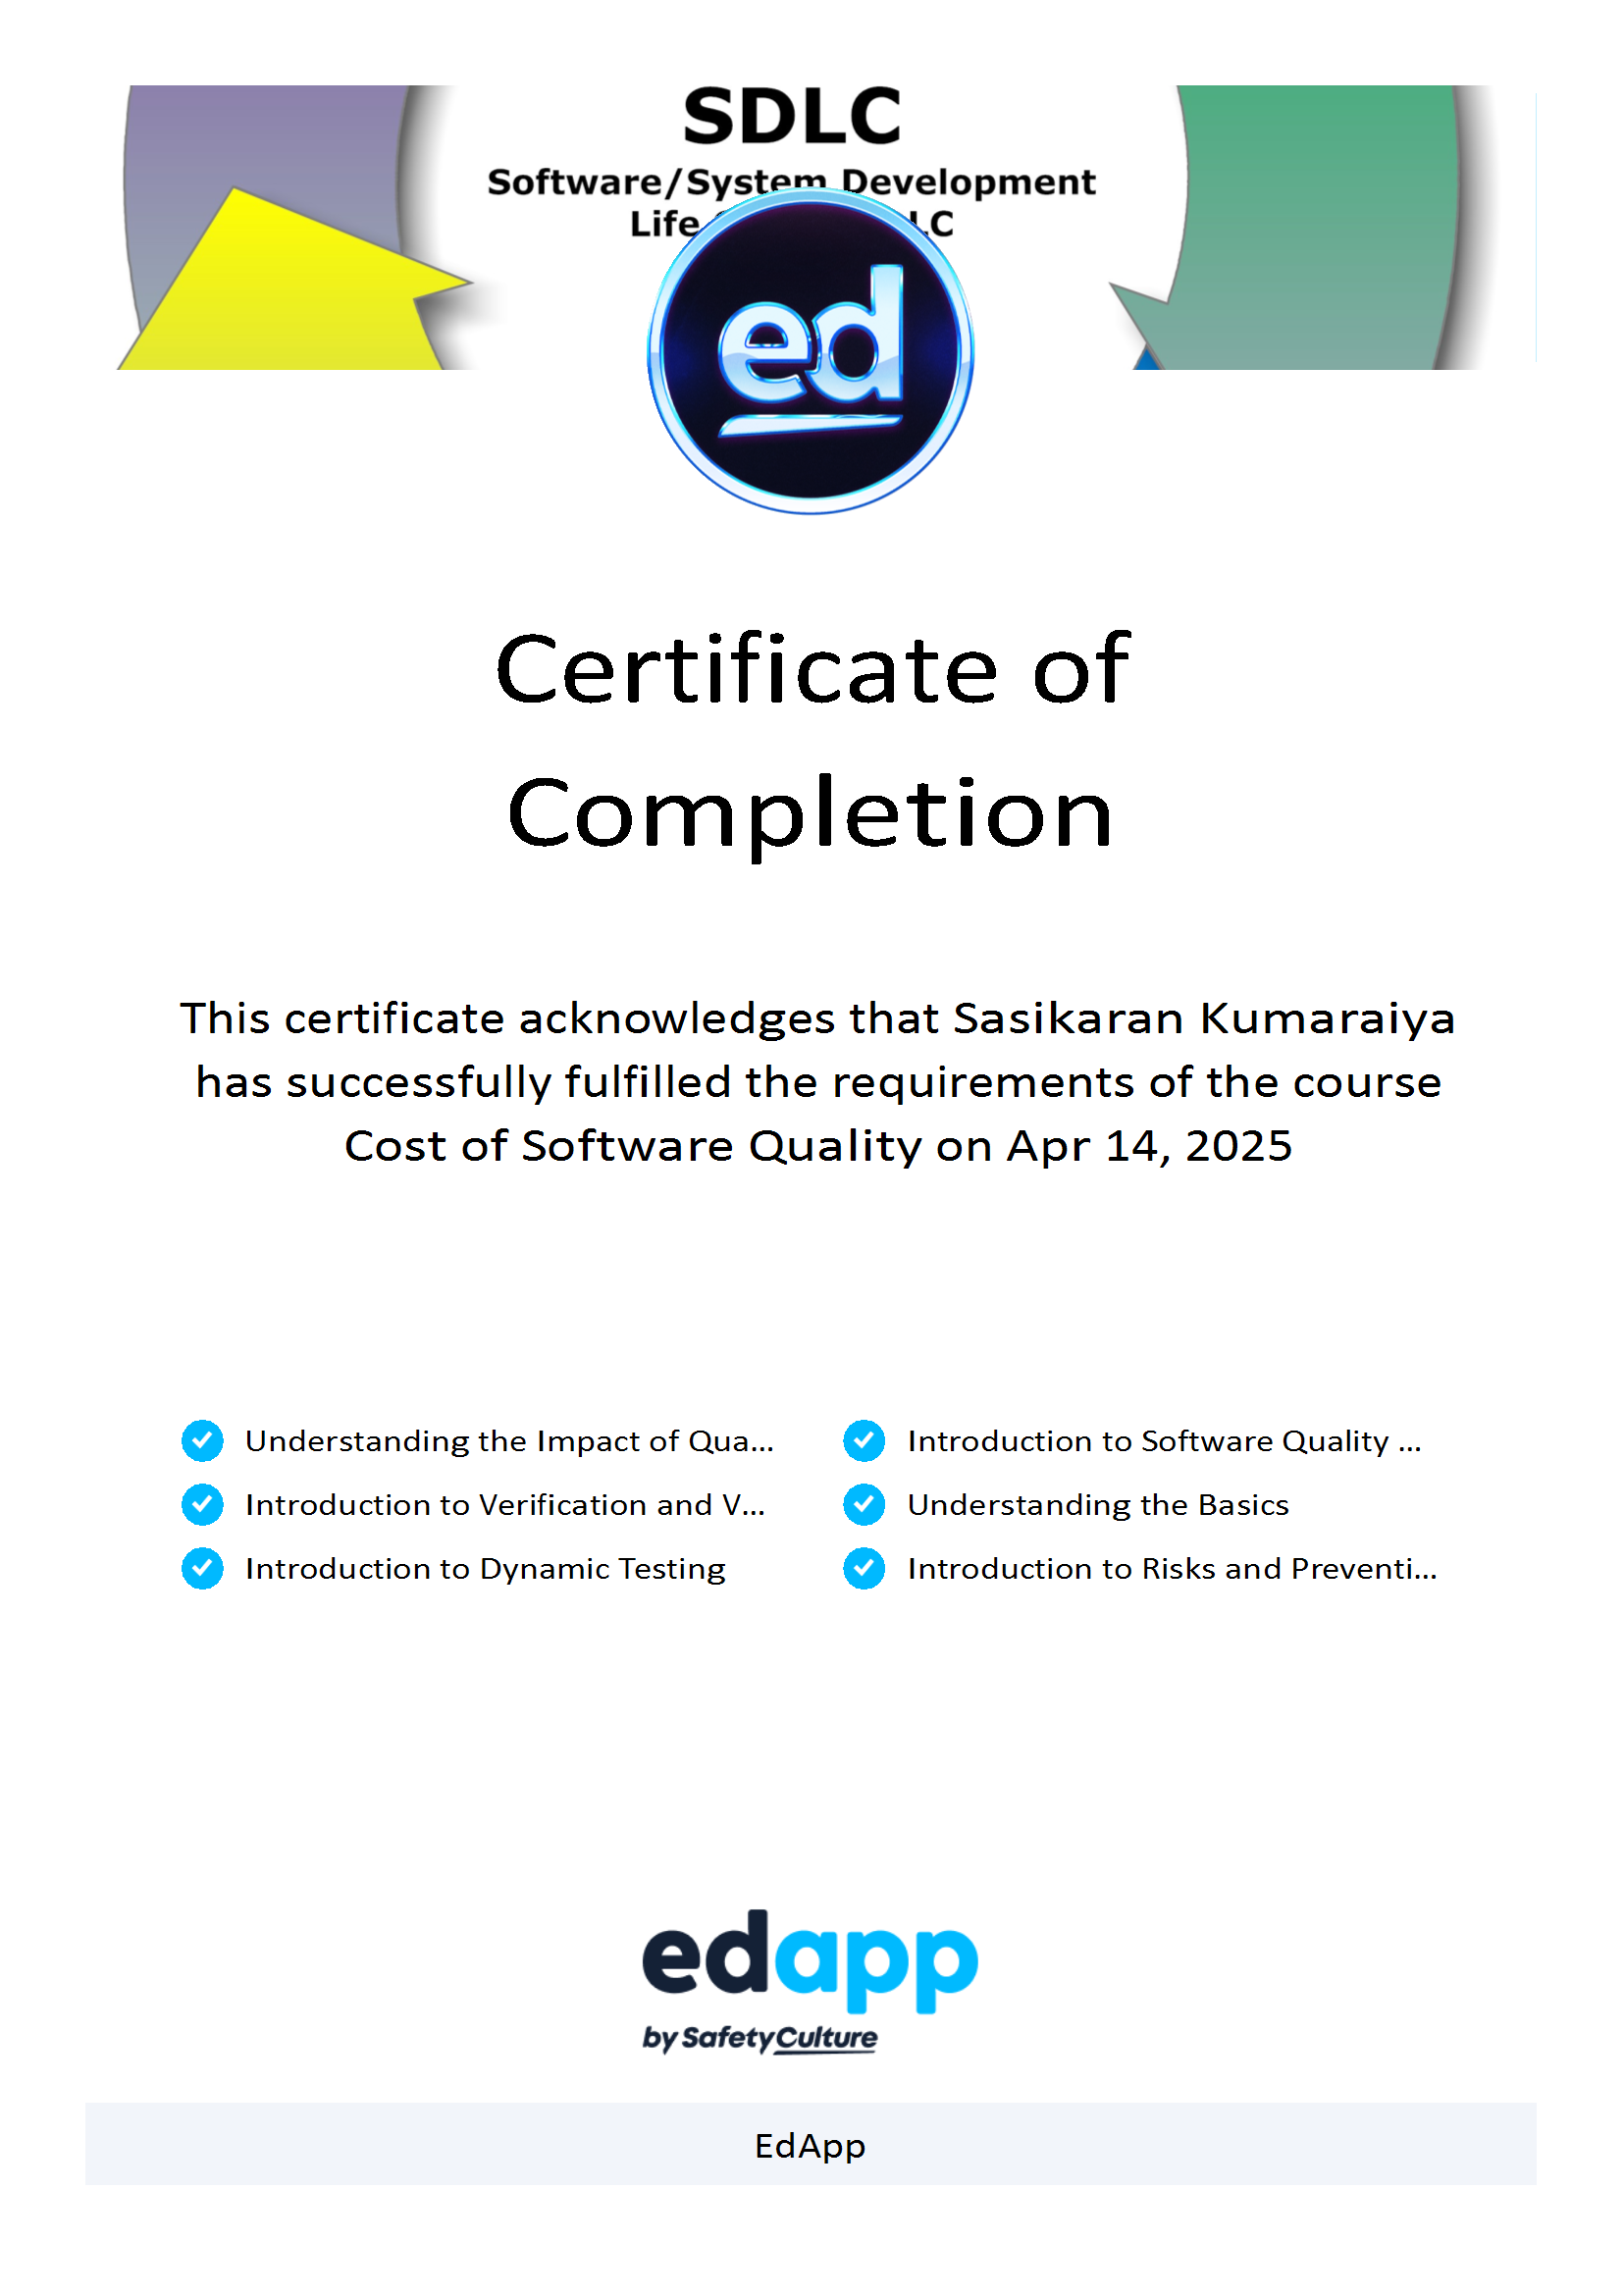 SDLC
Software/System Development
Life LC
ed
Certificate of
Completion
This certificate acknowledges that Sasikaran Kumaraiya
has successfully fulfilled the requirements of the course
Cost of Software Quality on Apr 14, 2025
Understanding the Impact of Qua...
Introduction to Software Quality ...
Introduction to Verification and V...
Understanding the Basics
Introduction to Dynamic Testing
Introduction to Risks and Preventi...
edapp
by SafetyCulture
EdApp